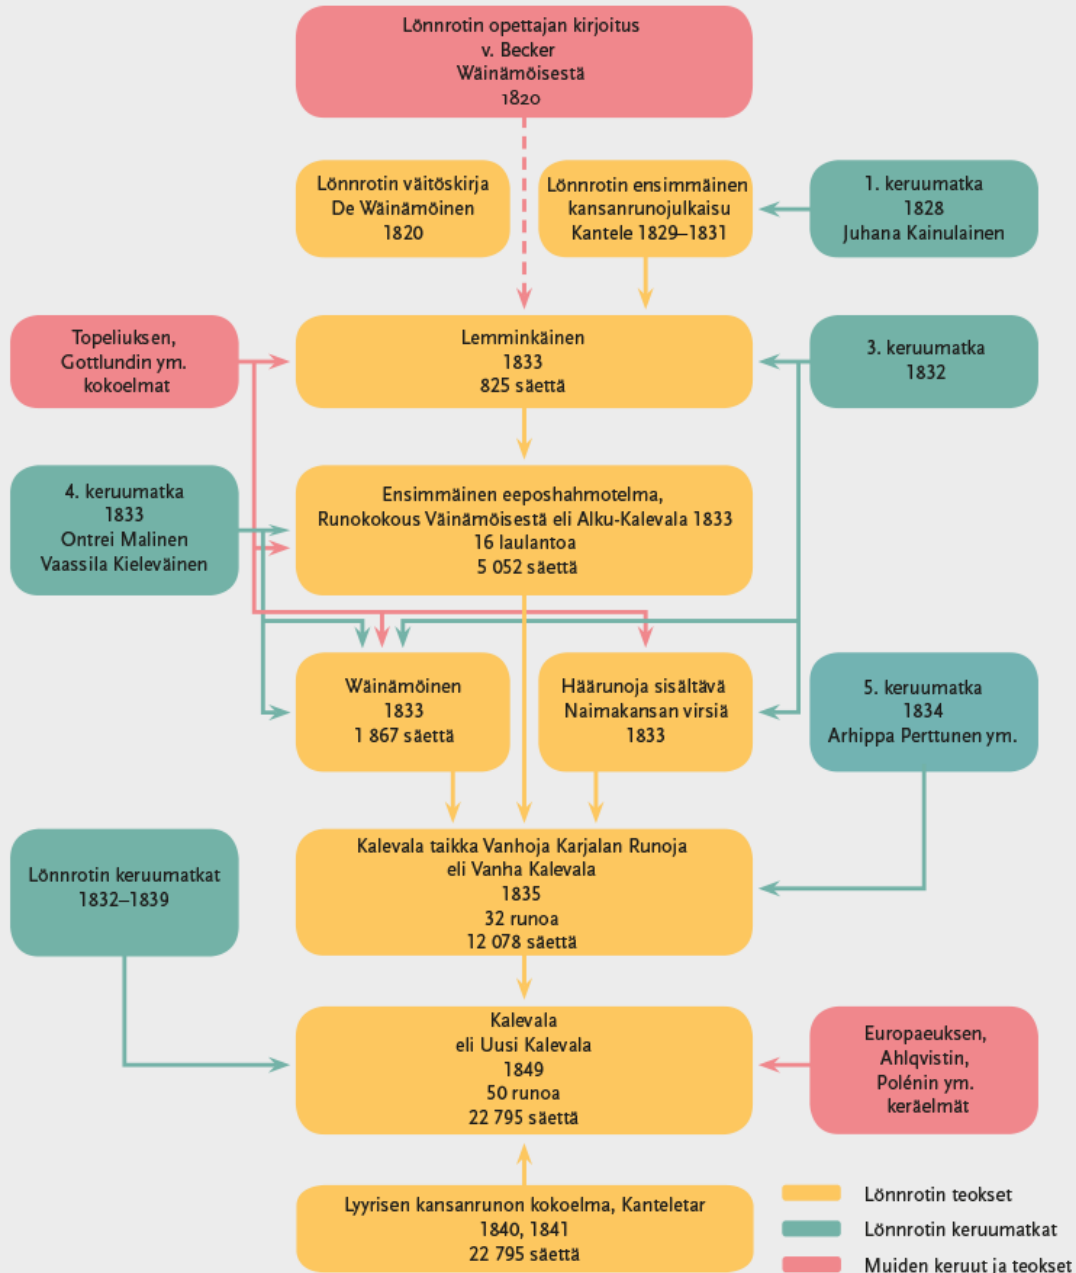 Lönnrotin opettajan kirjoitus
v. Becker
Wäinämöisestä
1820
Lönnrotin väitöskirja
De Wäinämöinen
1820
Lönnrotin ensimmäinen
kansanrunojulkaisu
Kantele 1829–1831
1. keruumatka
1828
Juhana Kainulainen
Topeliuksen,
Gottlundin ym.
kokoelmat
Lemminkäinen
1833
825 säettä
3. keruumatka
1832
4. keruumatka
1833
Ontrei Malinen
Vaassila Kieleväinen
Ensimmäinen eeposhahmotelma,
Runokokous Väinämöisestä eli Alku-Kalevala 1833
16 laulantoa
5 052 säettä
Wäinämöinen
1833
1 867 säettä
Häärunoja sisältävä
Naimakansan virsiä
1833
5. keruumatka
1834
Arhippa Perttunen ym.
Lönnrotin keruumatkat
1832–1839
Kalevala taikka Vanhoja Karjalan Runoja
eli Vanha Kalevala
1835
32 runoa
12 078 säettä
Kalevala
eli Uusi Kalevala
1849
50 runoa
22 795 säettä
Europaeuksen,
Ahlqvistin,
Polénin ym.
keräelmät
Lyyrisen kansanrunon kokoelma, Kanteletar
1840, 1841
22 795 säettä
Lönnrotin teokset
Lönnrotin keruumatkat
Muiden keruut ja teokset